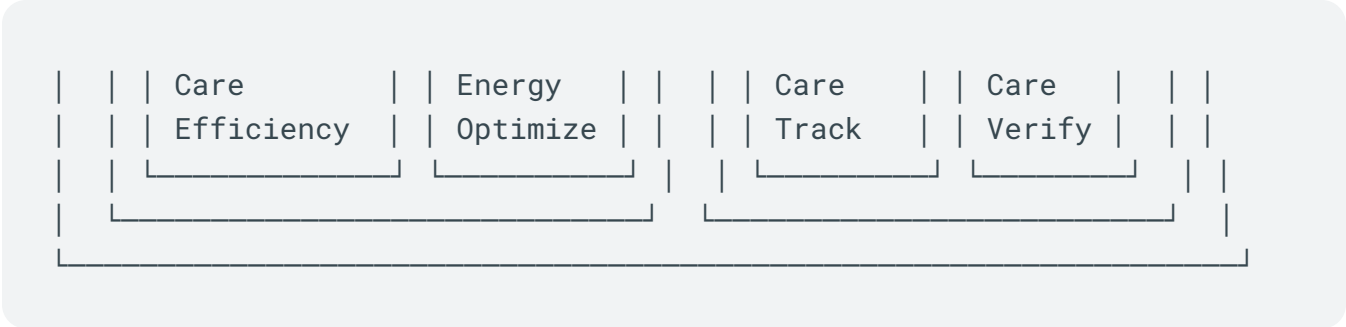 │  │ │ Care        │ │ Energy   │ │  │ │ Care    │ │ Care   │  │ │
│  │ │ Efficiency  │ │ Optimize │ │  │ │ Track   │ │ Verify │  │ │
│  │ └─────────────┘ └──────────┘ │  │ └─────────┘ └────────┘  │ │
│  └──────────────────────────────┘  └─────────────────────────┘  │
└─────────────────────────────────────────────────────────────────┘